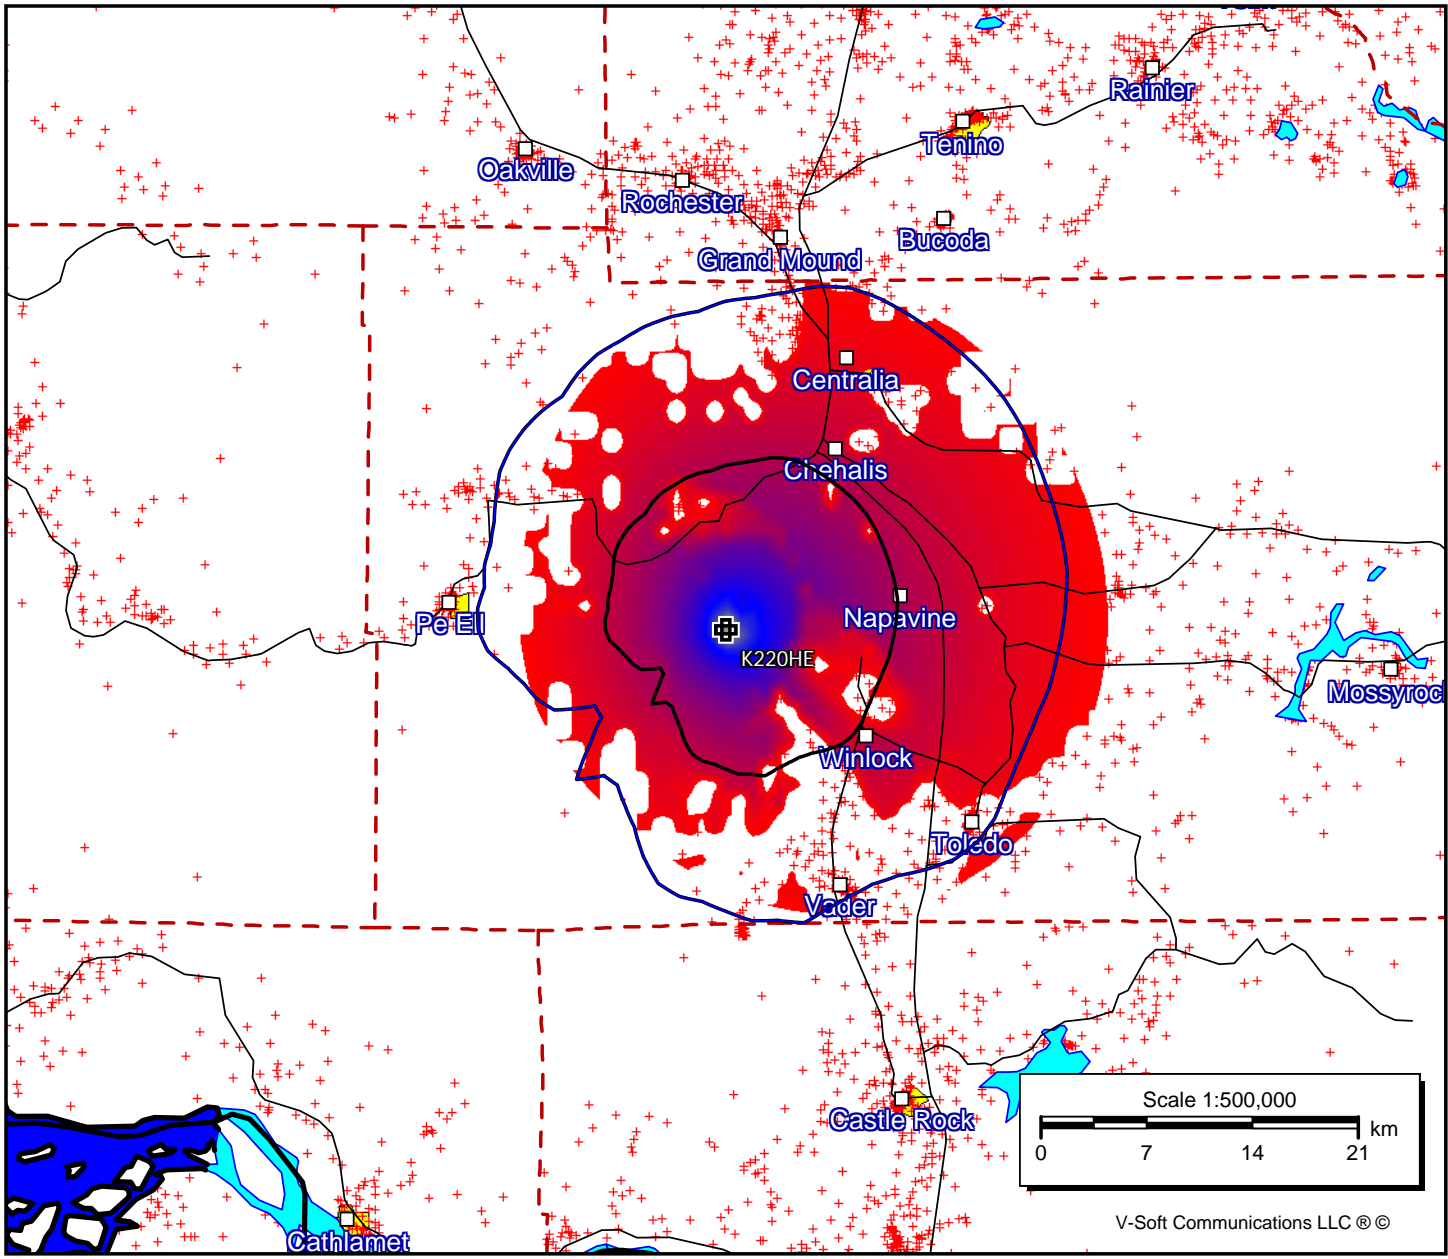 Rainier
Tenino
Oakville
Rochester
Bucoda
Grand Mound
Centralia
Chehalis
Pe Ell
Napavine
K220HE
Mossyroc
Winlock
Toledo
Vader
Castle Rock
Scale 1:500,000
km
0 7 14 21
V-Soft Communications LLC ® ©
Cathlamet